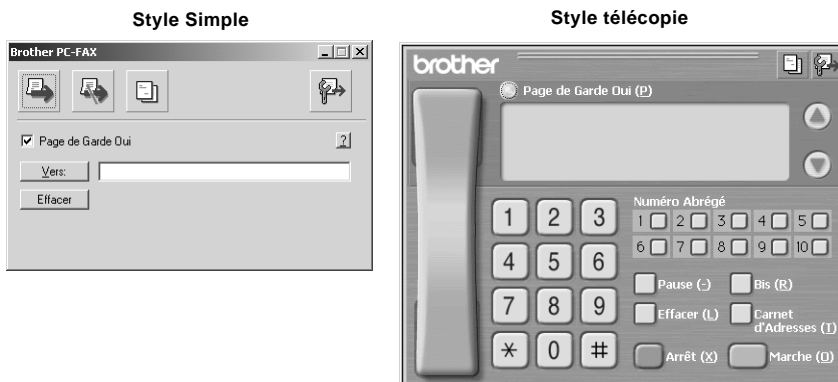 Style Simple
Brother PC-FAX
Page de Garde Oui
?
Vers:
Effacer
Style télécopie
brother
Page de Garde Oui (P)
Numéro Abrégé
1 2 3 4 5
6 7 8 9 10
1 2 3
4 5 6
7 8 9
* 0 #
Pause (-) Bis (R)
Effacer (L) Carnet
d'Adresses (I)
Arrêt (X) Marche (O)